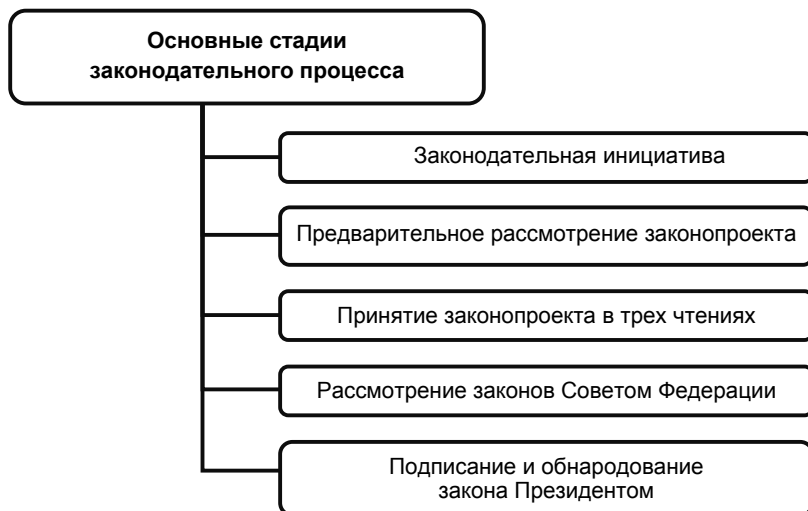 Основные стадии
законодательного процесса
Законодательная инициатива
Предварительное рассмотрение законопроекта
Принятие законопроекта в трех чтениях
Рассмотрение законов Советом Федерации
Подписание и обнародование
закона Президентом